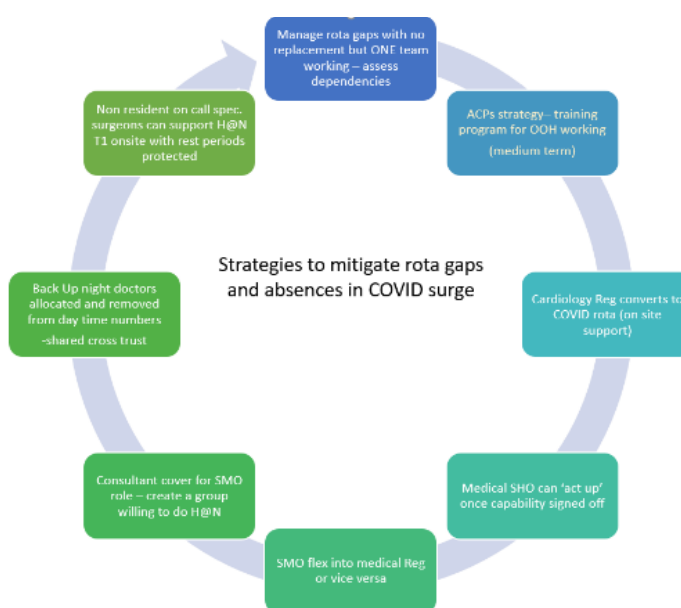 Manage rota gaps with no
replacement but ONE team
working – assess
dependencies
ACPs strategy– training
program for OOH working
(medium term)
Cardiology Reg converts to
COVID rota (on site
support)
Medical SHO can ‘act up’
once capability signed off
SMO flex into medical Reg
or vice versa
Consultant cover for SMO
role – create a group
willing to do H@N
Back Up night doctors
allocated and removed
from day time numbers
-shared cross trust
Non resident on call spec.
surgeons can support H@N
T1 onsite with rest periods
protected
Strategies to mitigate rota gaps
and absences in COVID surge